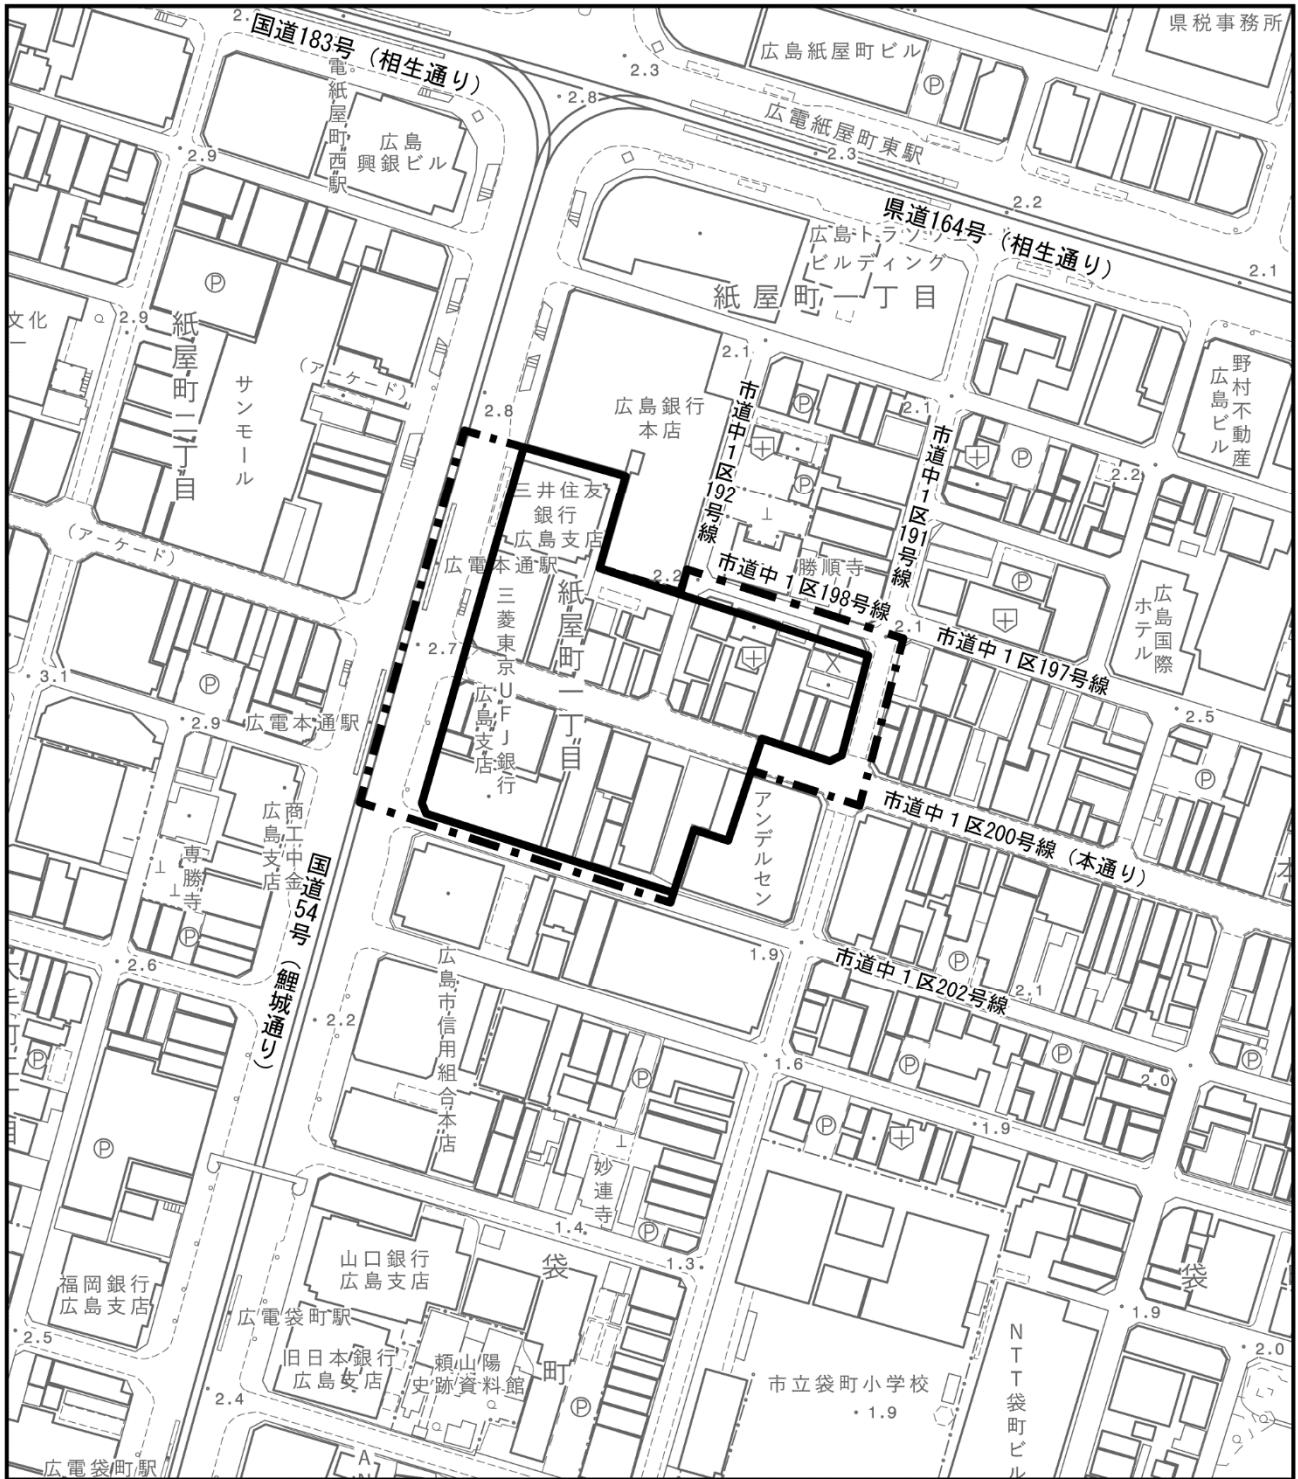 県税事務所
国道183号（相生通り）
広島紙屋町ビル
2.3
Ⓟ
2.8
広電紙屋町東駅
電紙屋町西駅
広島
興銀ビル
2.9
2.3
2.2
県道164号（相生通り）
広島トラン
ビルディング
2.1
紙屋町一丁目
Ⓟ
文化
2.9
紙屋町二丁目
サンモール
（アーケード）
2.1
野村不動産
広島ビル
2.8
広島銀行
本店
市道中1区192号線
Ⓟ
2.1
市道中1区191号線
Ⓟ
2.2
三井住友
銀行
広島支店
Ⓟ
（アーケード）
広電本通駅
2.2
市道中1区198号線
勝順寺
Ⓟ
広島国際
ホテル
紙屋町一丁目
三菱東京UFJ銀行
広島支店
2.1
市道中1区197号線
2.7
3.1
Ⓟ
2.9
広電本通駅
2.5
Ⓟ
アンデルセン
市道中1区200号線（本通り）
商工中金
広島支店
専勝寺
国道54号（鯉城通り）
本
Ⓟ
2.6
1.9
市道中1区202号線
Ⓟ
2.1
広島市信用組合本店
2.2
Ⓟ
1.6
Ⓟ
Ⓟ
Ⓟ
2.0
Ⓟ
Ⓟ
1.9
Ⓟ
妙連寺
Ⓟ
1.4
1.3
山口銀行
広島支店
袋
袋
福岡銀行
広島支店
広電袋町駅
1.9
2.5
2.0
旧日本銀行
広島支店
頼山陽
史跡資料館
町
NTT袋町ビル
市立袋町小学校
2.4
Ⓟ
1.9
広電袋町駅